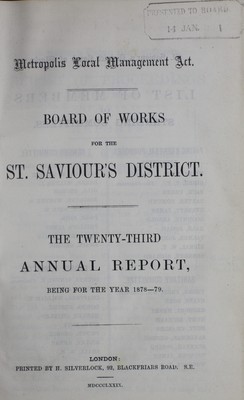 PRESENTED TO BOARD
14 JAN. 1
Metropolis Local Management Act.
BOARD OF WORKS
FOR THE
ST. SAVIOUR'S DISTRICT.
THE TWENTY-THIRD
ANNUAL REPORT,
BEING FOR THE YEAR 1878—79.
LONDON:
PRINTED BY H. SILVERLOCK, 92, BLACKFRIARS ROAD. S.E.
MDCCCLXXIX.